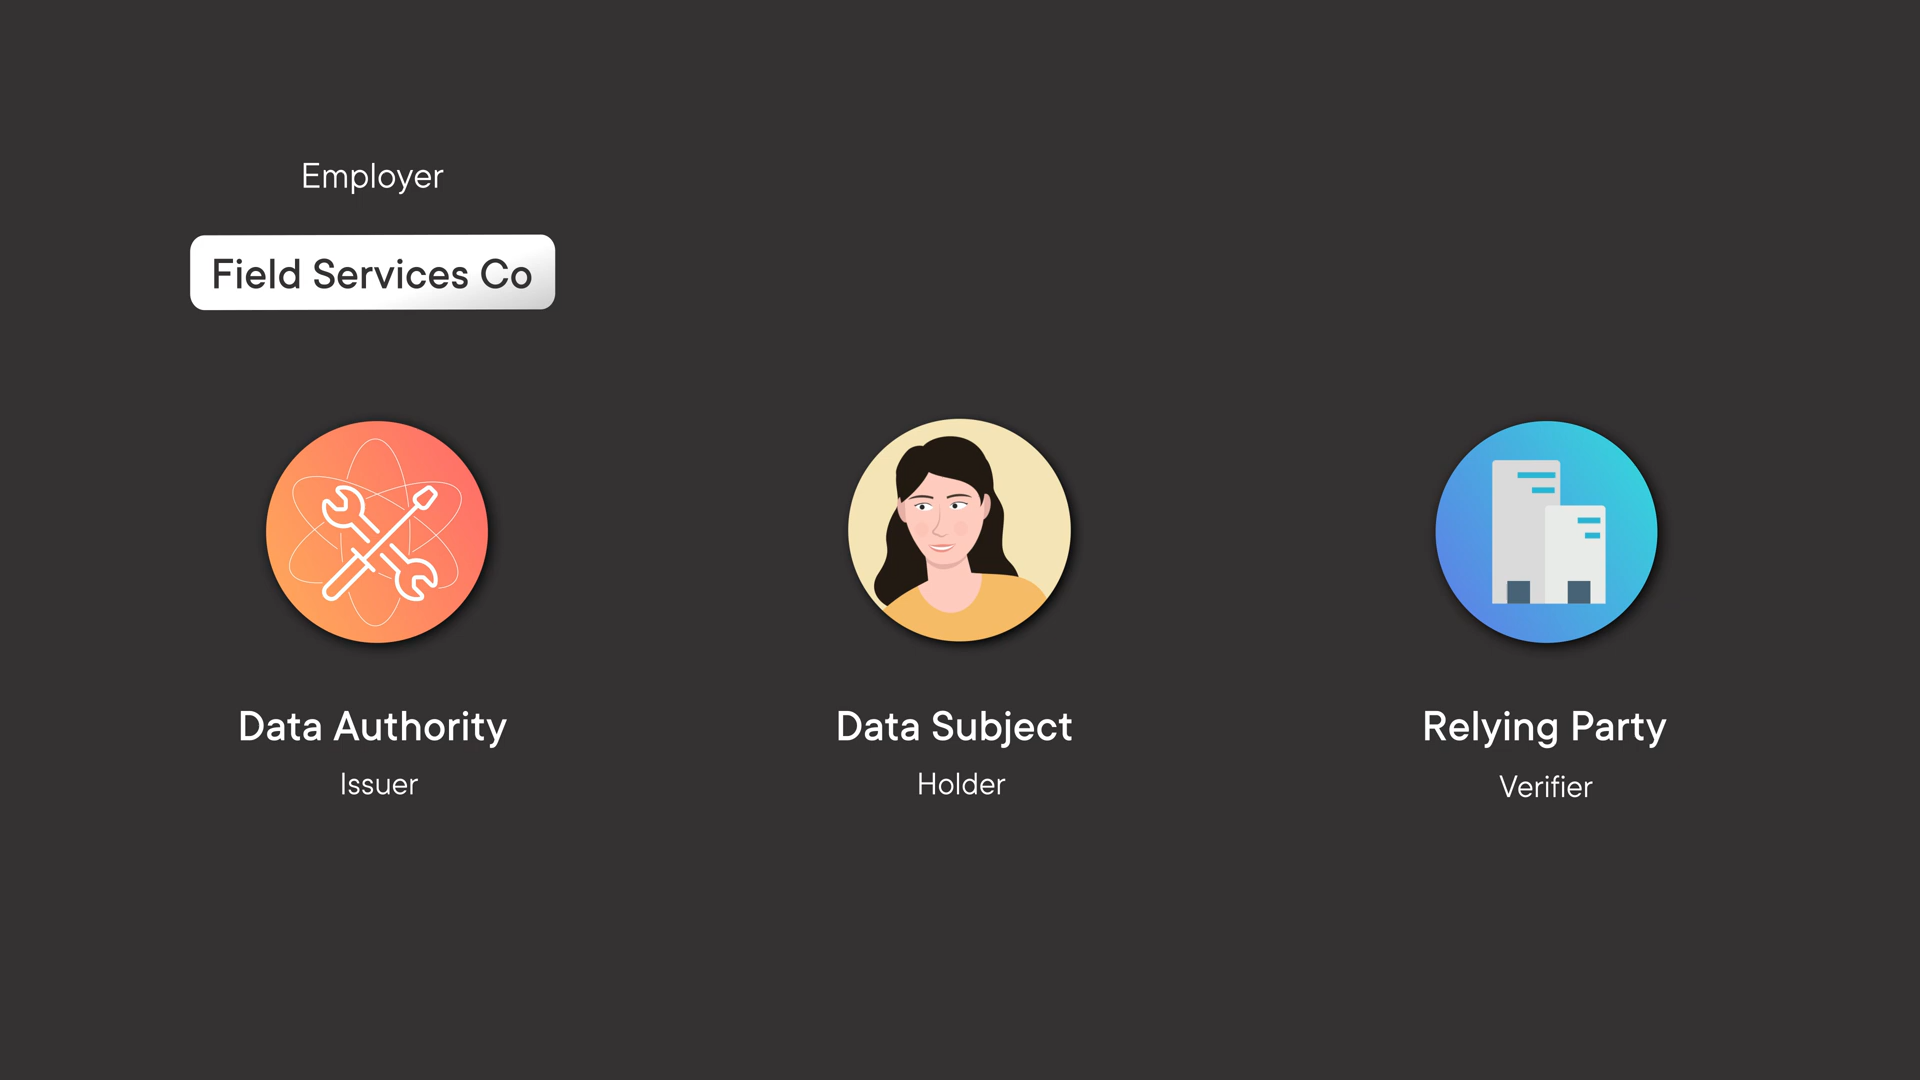 Employer
Field Services Co
Data Authority
Issuer
Data Subject
Holder
Relying Party
Verifier